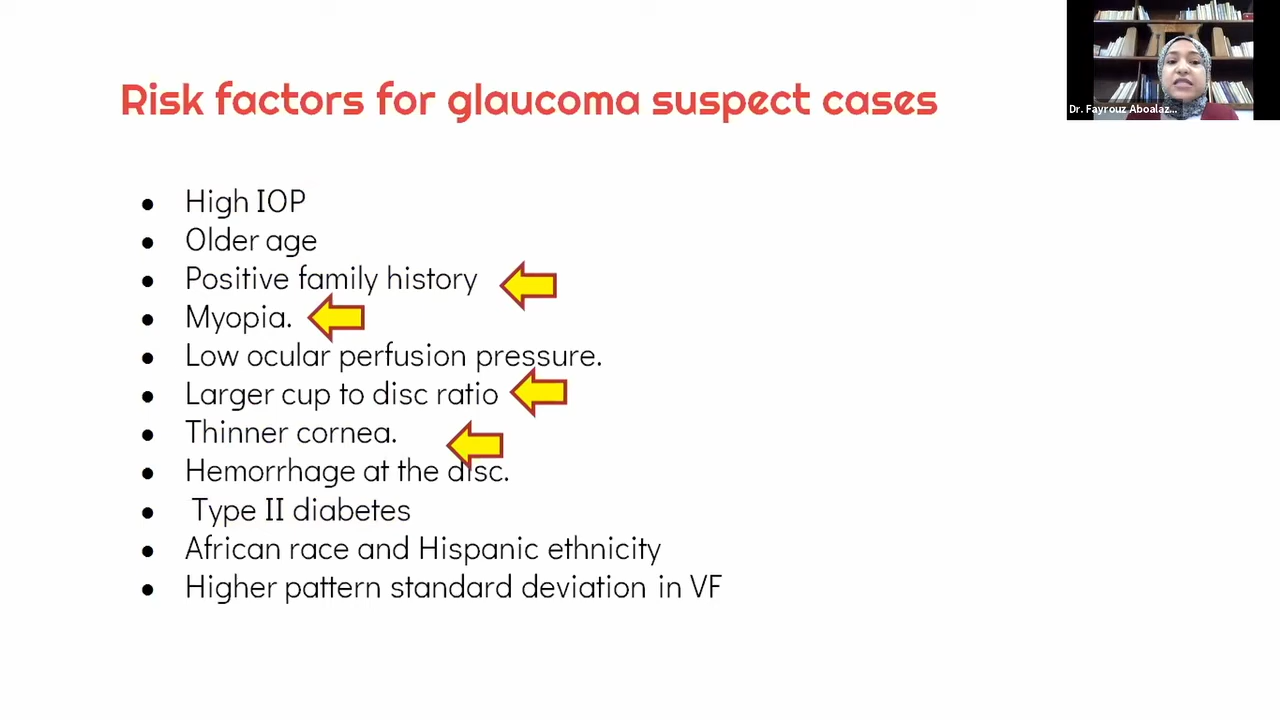 Risk factors for glaucoma suspect cases
Dr. Fayrouz Aboalaz...
● High IOP
● Older age
● Positive family history
● Myopia.
● Low ocular perfusion pressure.
● Larger cup to disc ratio
● Thinner cornea.
● Hemorrhage at the disc.
● Type II diabetes
● African race and Hispanic ethnicity
● Higher pattern standard deviation in VF